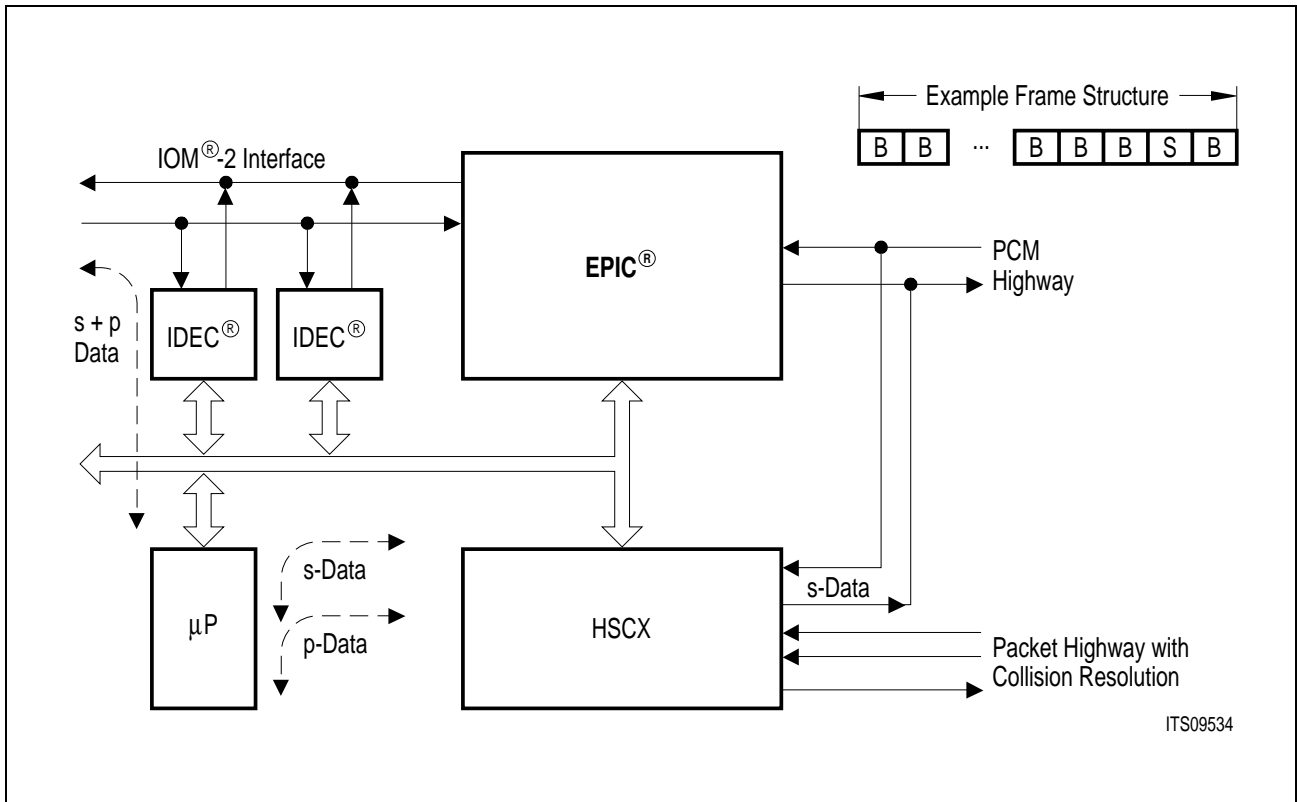 Example Frame Structure
B B ... B B B S B
IOM®-2 Interface
EPIC®
PCM
Highway
s + p
Data
IDEC® IDEC®
s-Data
p-Data
μP
HSCX
s-Data
Packet Highway with
Collision Resolution
ITS09534